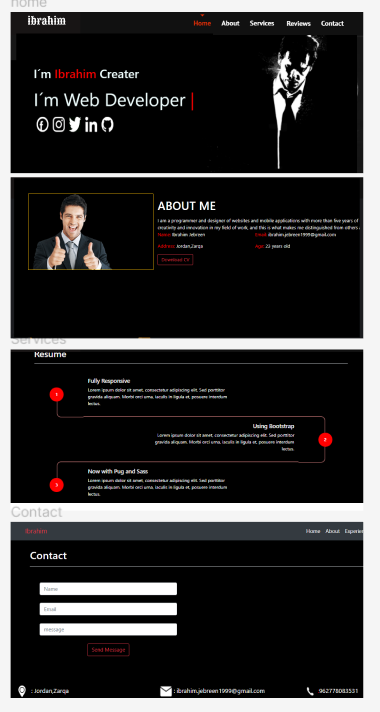 home
ibrahim
Home About Services Reviews Contact
I´m Ibrahim Creater
I´m Web Developer |
ABOUT ME
I am a programmer and designer of websites and mobile applications with more than five years of
creativity and innovation in my field of work, and this is what makes me distinguished from others .
Name: Ibrahim Jebreen Email: ibrahim.jebreen1999@gmail.com
Address: Jordan,Zarqa Age: 22 years old
Download CV
Services
Resume
1
Fully Responsive
Lorem ipsum dolor sit amet, consectetur adipiscing elit. Sed porttitor
gravida aliquam. Morbi orci urna, iaculis in ligula et, posuere interdum
lectus.
Using Bootstrap
2
Lorem ipsum dolor sit amet, consectetur adipiscing elit. Sed porttitor
gravida aliquam. Morbi orci urna, iaculis in ligula et, posuere interdum
lectus.
Now with Pug and Sass
3
Lorem ipsum dolor sit amet, consectetur adipiscing elit. Sed porttitor
gravida aliquam. Morbi orci urna, iaculis in ligula et, posuere interdum
lectus.
Contact
Ibrahim Home About Experien
Contact
Name
Email
message
Send Message
: Jordan,Zarqa : ibrahim.jebreen1999@gmail.com 962778083531